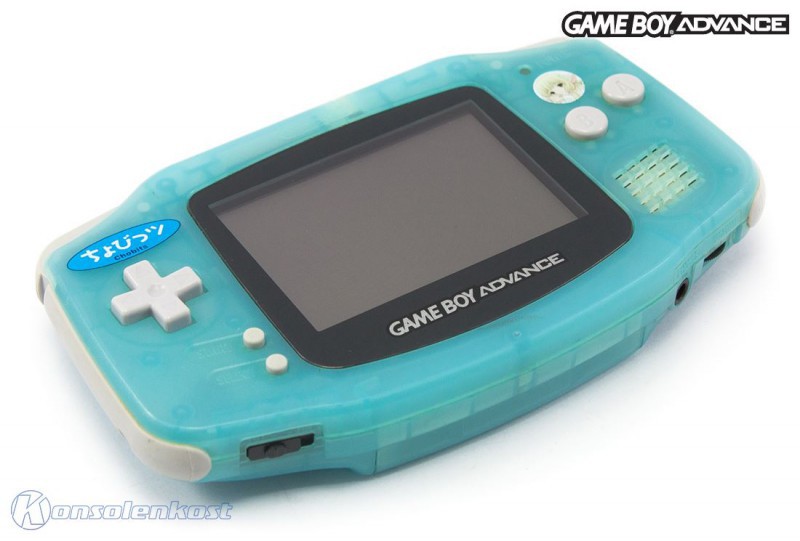 GAME BOY ADVANCE
A
B
ちょびっツ
Chobits
GAME BOY ADVANCE
Konsolenkost